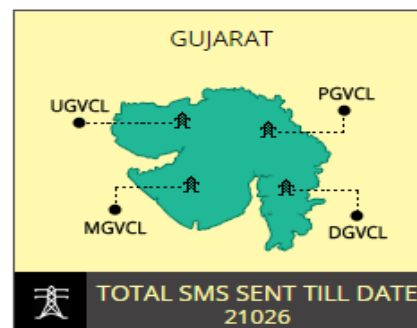 GUJARAT
PGVCL
UGVCL
MGVCL
DGVCL
TOTAL SMS SENT TILL DATE
21026